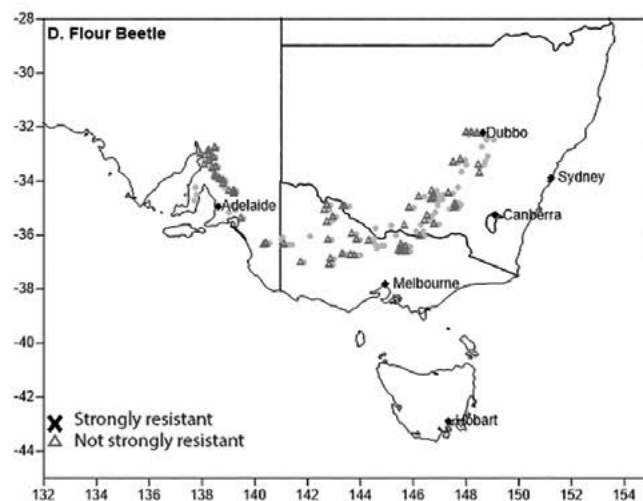 D. Flour Beetle
-28
-30
-32
-34
-36
-38
-40
-42
-44
Dubbo
Sydney
Adelaide
Canberra
Melbourne
Hobart
Strongly resistant
Not strongly resistant
132 134 136 138 140 142 144 146 148 150 152 154